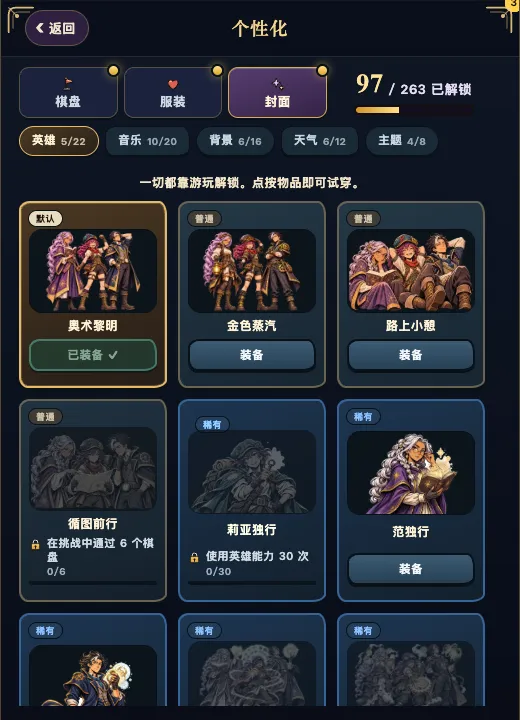 3
返回
个性化
棋盘
服装
封面
97 / 263 已解锁
英雄 5/22
音乐 10/20
背景 6/16
天气 6/12
主题 4/8
一切都靠游玩解锁。点按物品即可试穿。
默认
奥术黎明
已装备 ✓
普通
金色蒸汽
装备
普通
路上小憩
装备
普通
循图前行
在挑战中通过 6 个棋
盘
0/6
稀有
莉亚独行
使用英雄能力 30 次
0/30
稀有
范独行
装备
稀有
稀有
稀有